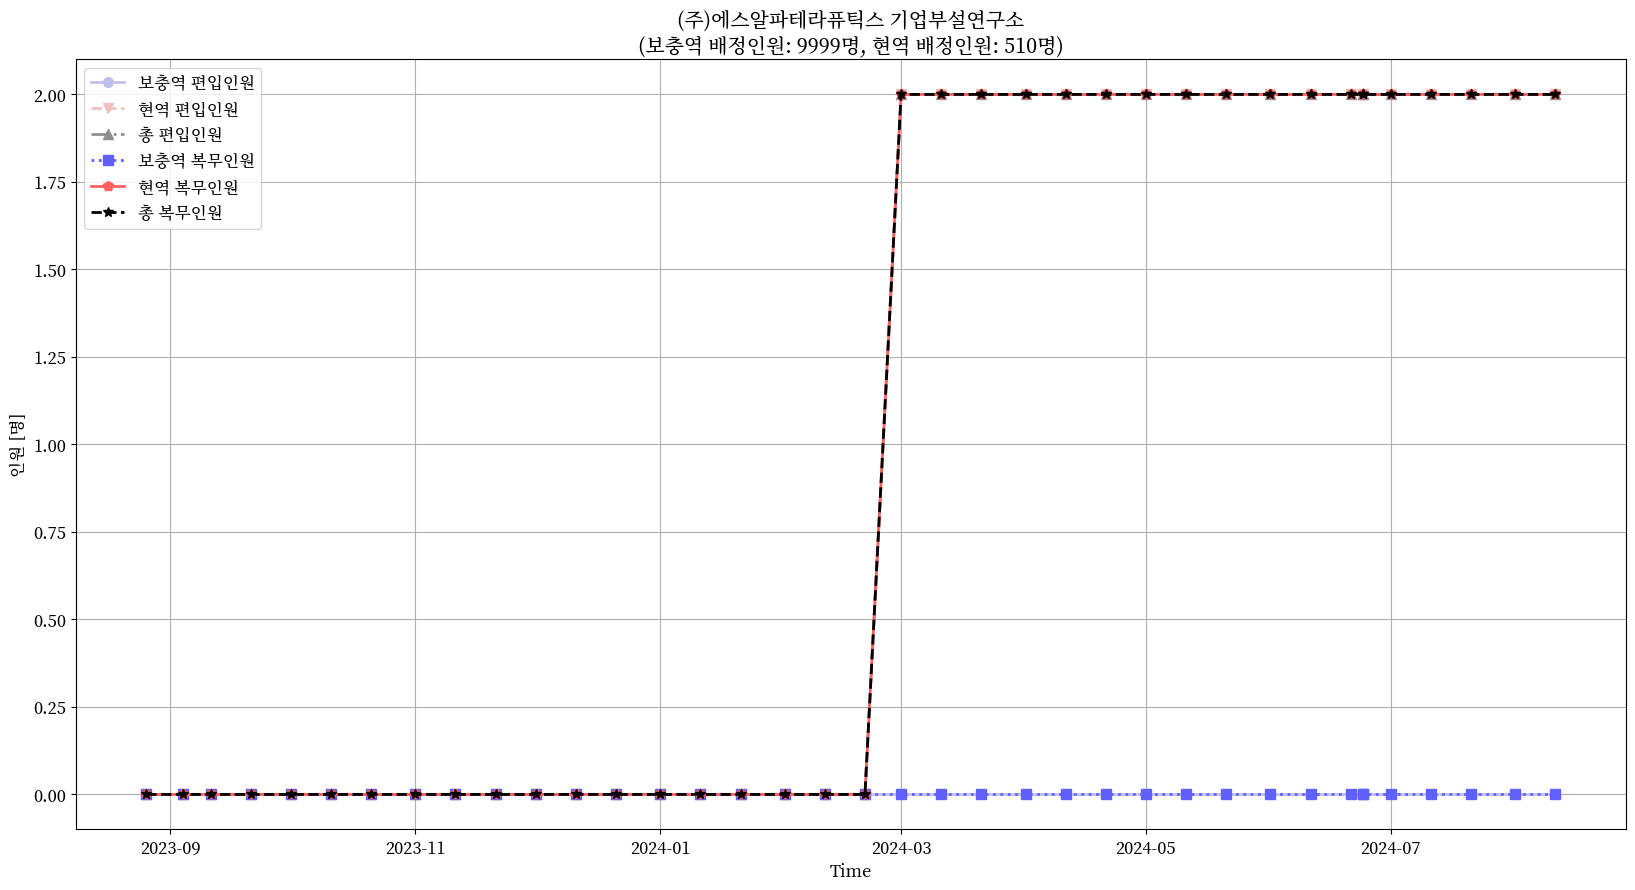 (주)에스알파테라퓨틱스 기업부설연구소
(보충역 배정인원: 9999명, 현역 배정인원: 510명)
보충역 편입인원
현역 편입인원
총 편입인원
보충역 복무인원
현역 복무인원
총 복무인원
2.00
1.75
1.50
1.25
1.00
0.75
0.50
0.25
0.00
인원 [명]
2023-09
2023-11
2024-01
2024-03
2024-05
2024-07
Time